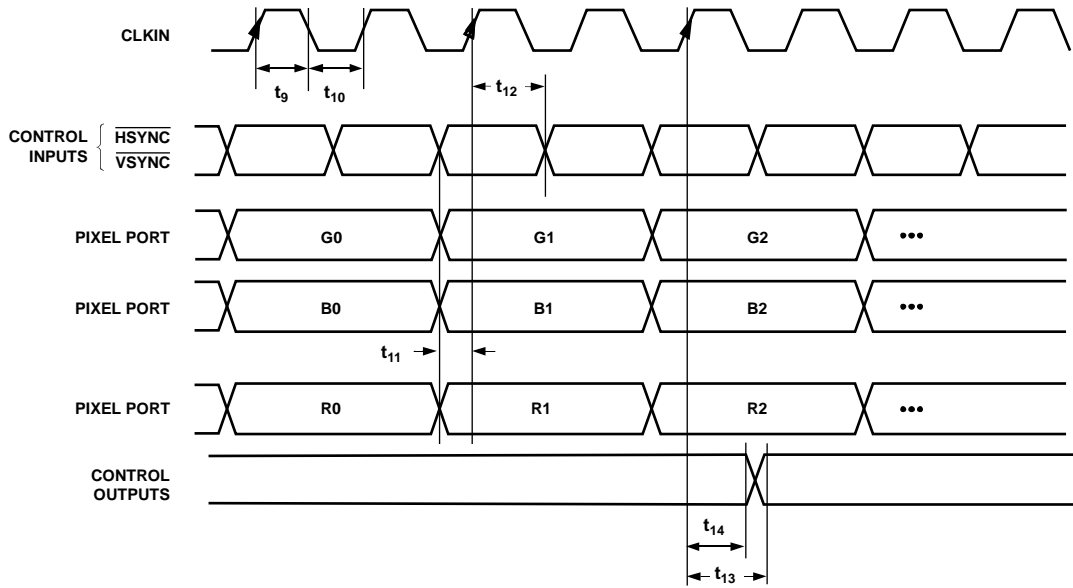 CLKIN
t9 t10 t12
CONTROL INPUTS { HSYNC VSYNC
PIXEL PORT G0 G1 G2 •••
PIXEL PORT B0 B1 B2 •••
t11
PIXEL PORT R0 R1 R2 •••
CONTROL OUTPUTS
t14
t13